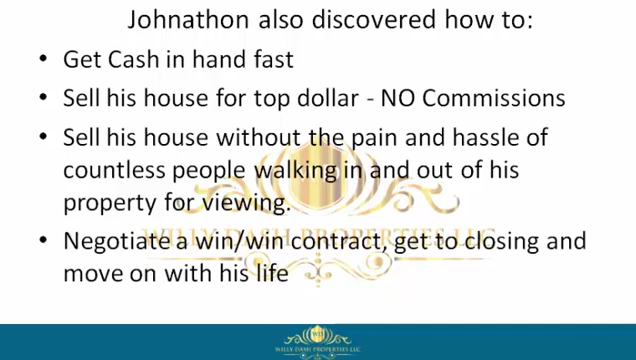 Johnathon also discovered how to:
• Get Cash in hand fast
• Sell his house for top dollar - NO Commissions
• Sell his house without the pain and hassle of
countless people walking in and out of his
property for viewing.
WILLY DASH PROPERTIES LLC
• Negotiate a win/win contract, get to closing and
move on with his life
WILLY DASH PROPERTIES LLC